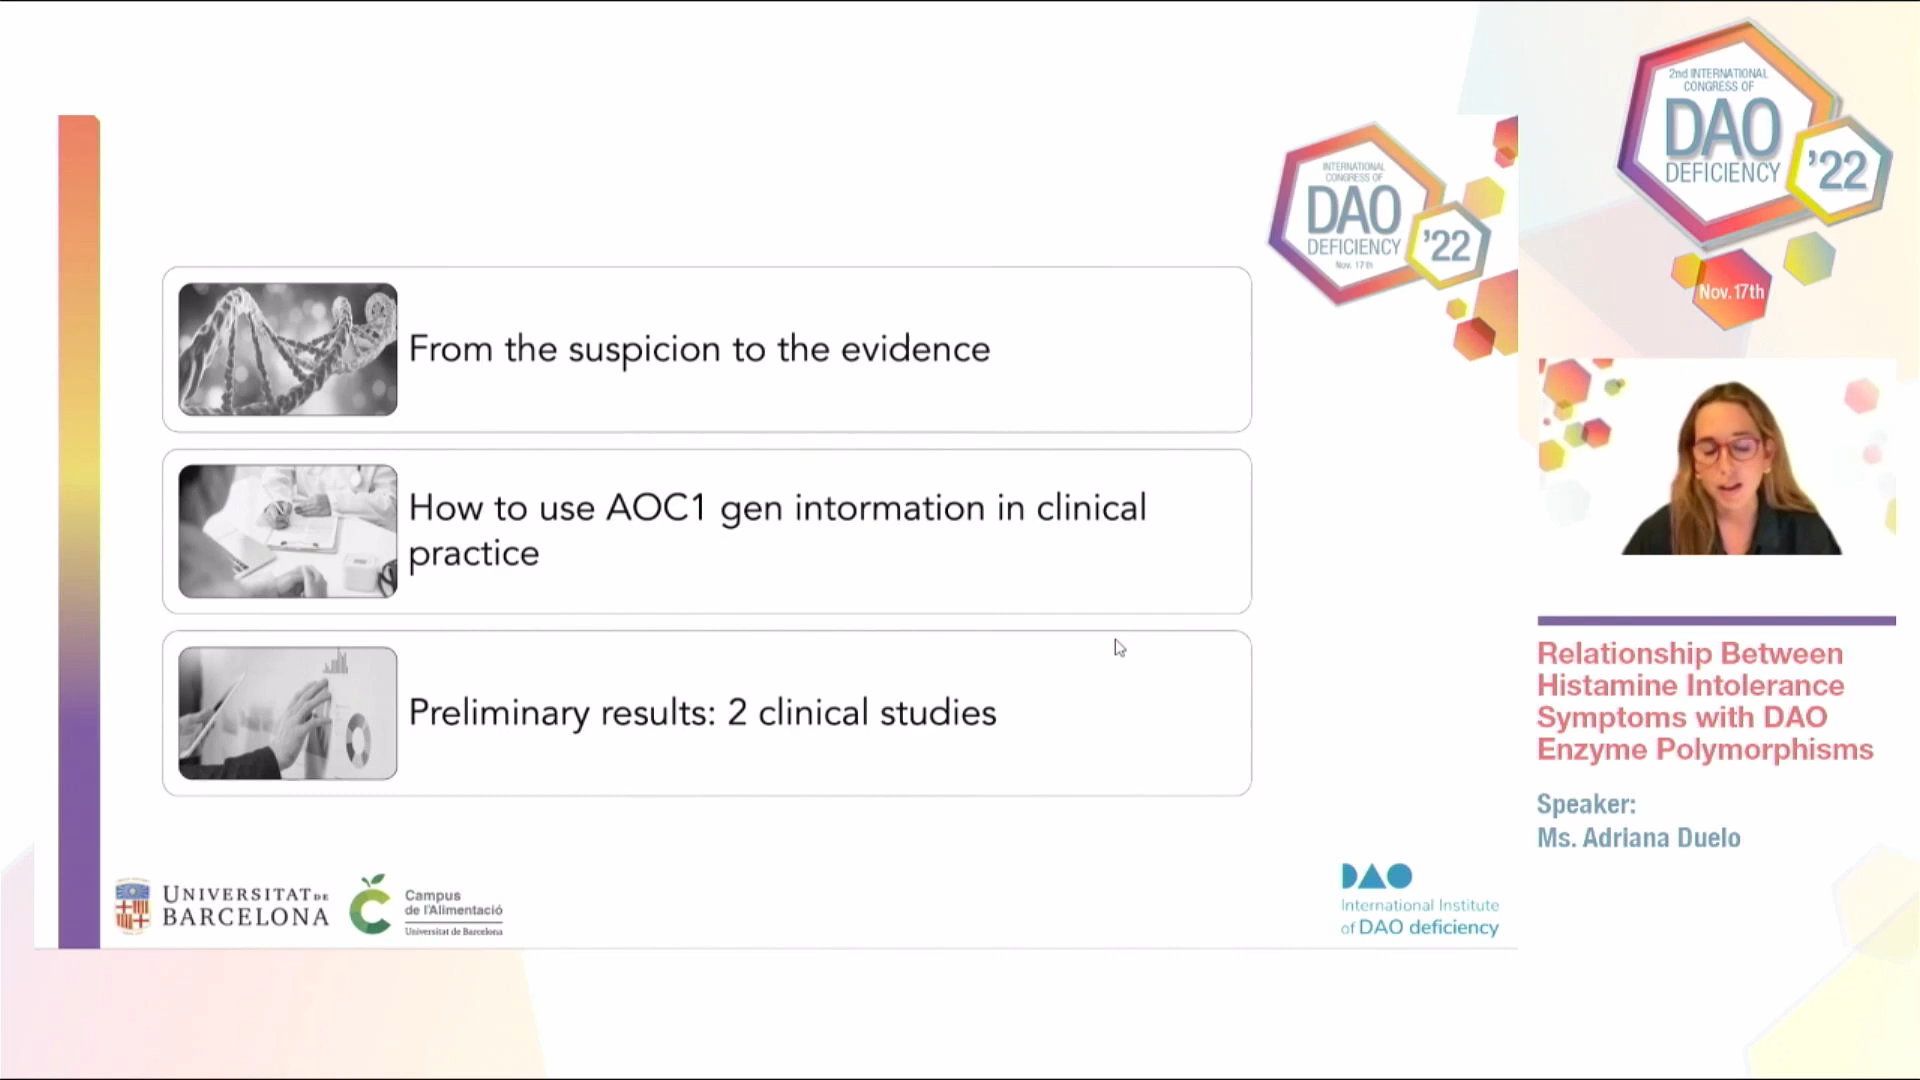 From the suspicion to the evidence
How to use AOC1 gen intormation in clinical
practice
Preliminary results: 2 clinical studies
INTERNATIONAL
CONGRESS OF
DAO
DEFICIENCY
'22
Nov. 17th
UNIVERSITAT DE
BARCELONA
Campus
de l'Alimentació
Universitat de Barcelona
DAO
International Institute
of DAO deficiency
2nd INTERNATIONAL
CONGRESS OF
DAO
DEFICIENCY
'22
Nov. 17th
Relationship Between
Histamine Intolerance
Symptoms with DAO
Enzyme Polymorphisms
Speaker:
Ms. Adriana Duelo